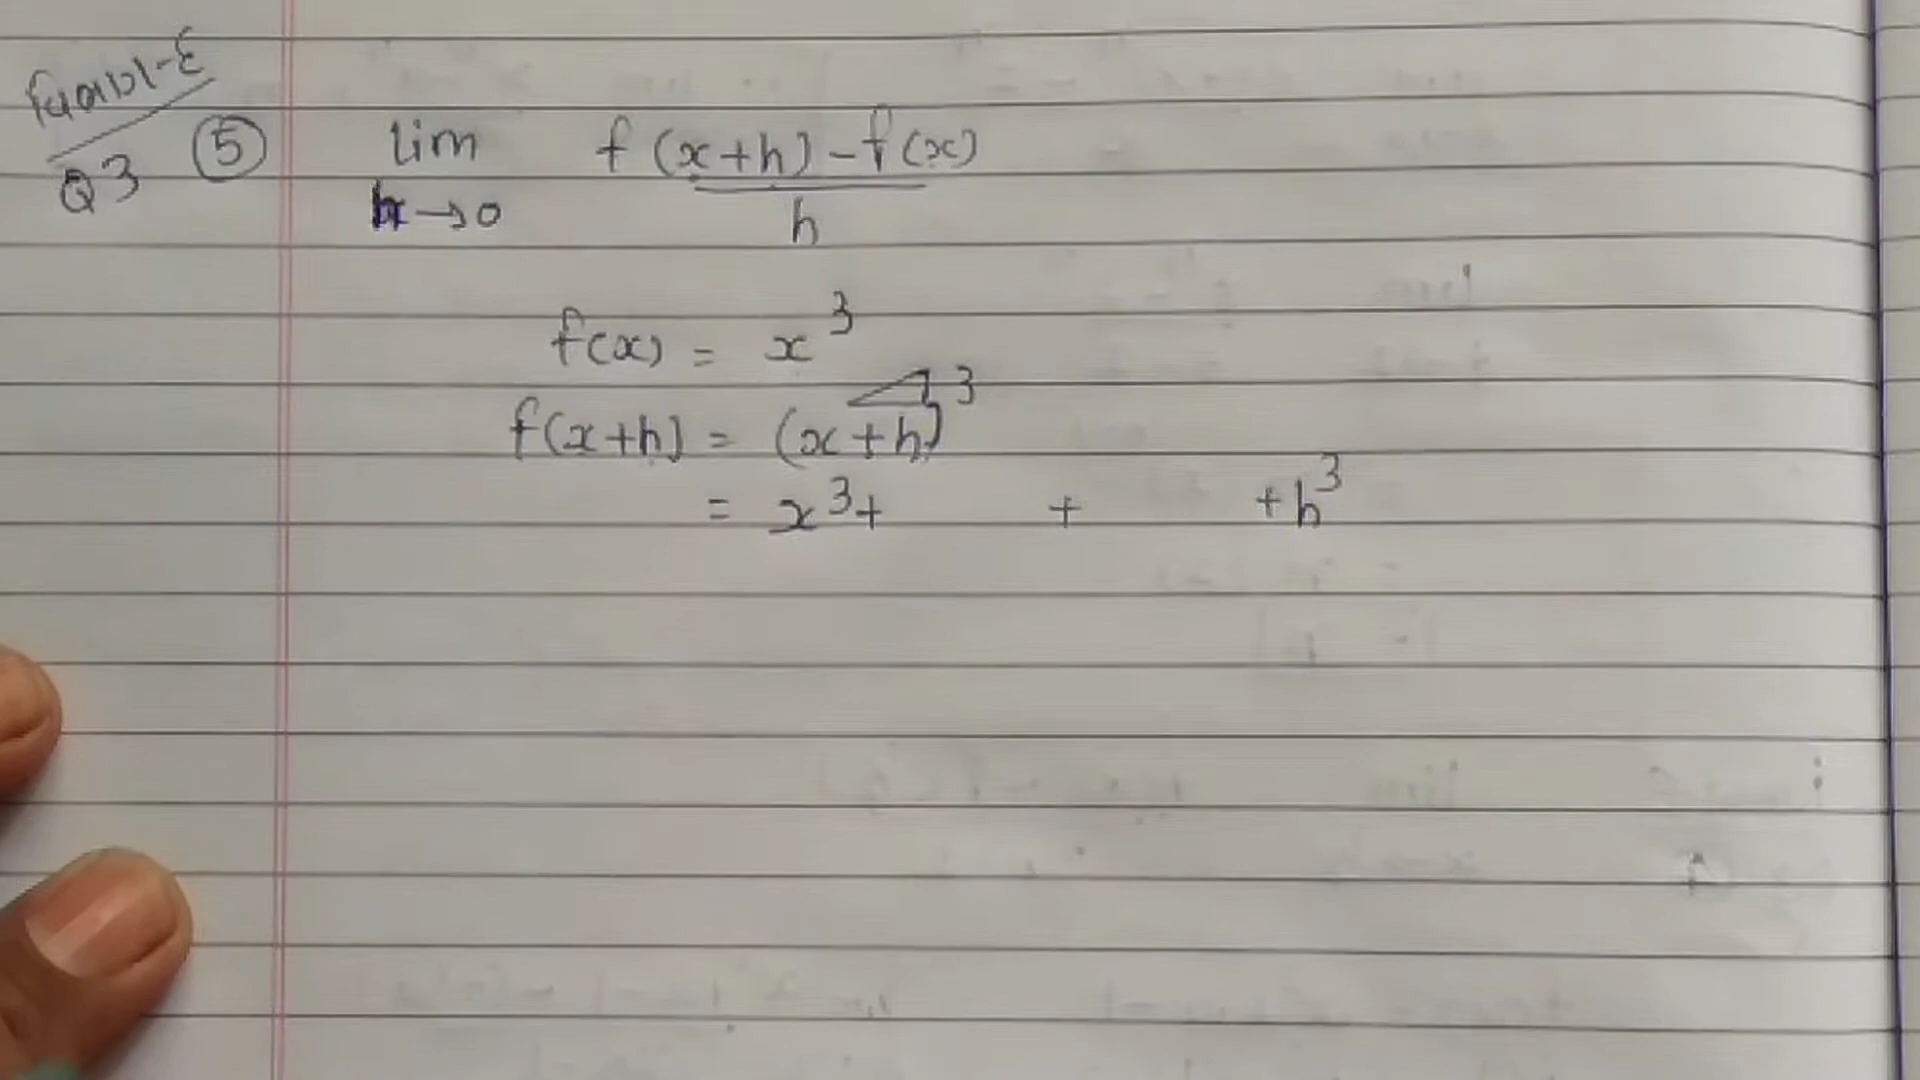 Q3 ⑤ lim f(x+h)-f(x)
h→0 h
f(x) = x³
f(x+h) = (x+h)³
= x³+ + +h³